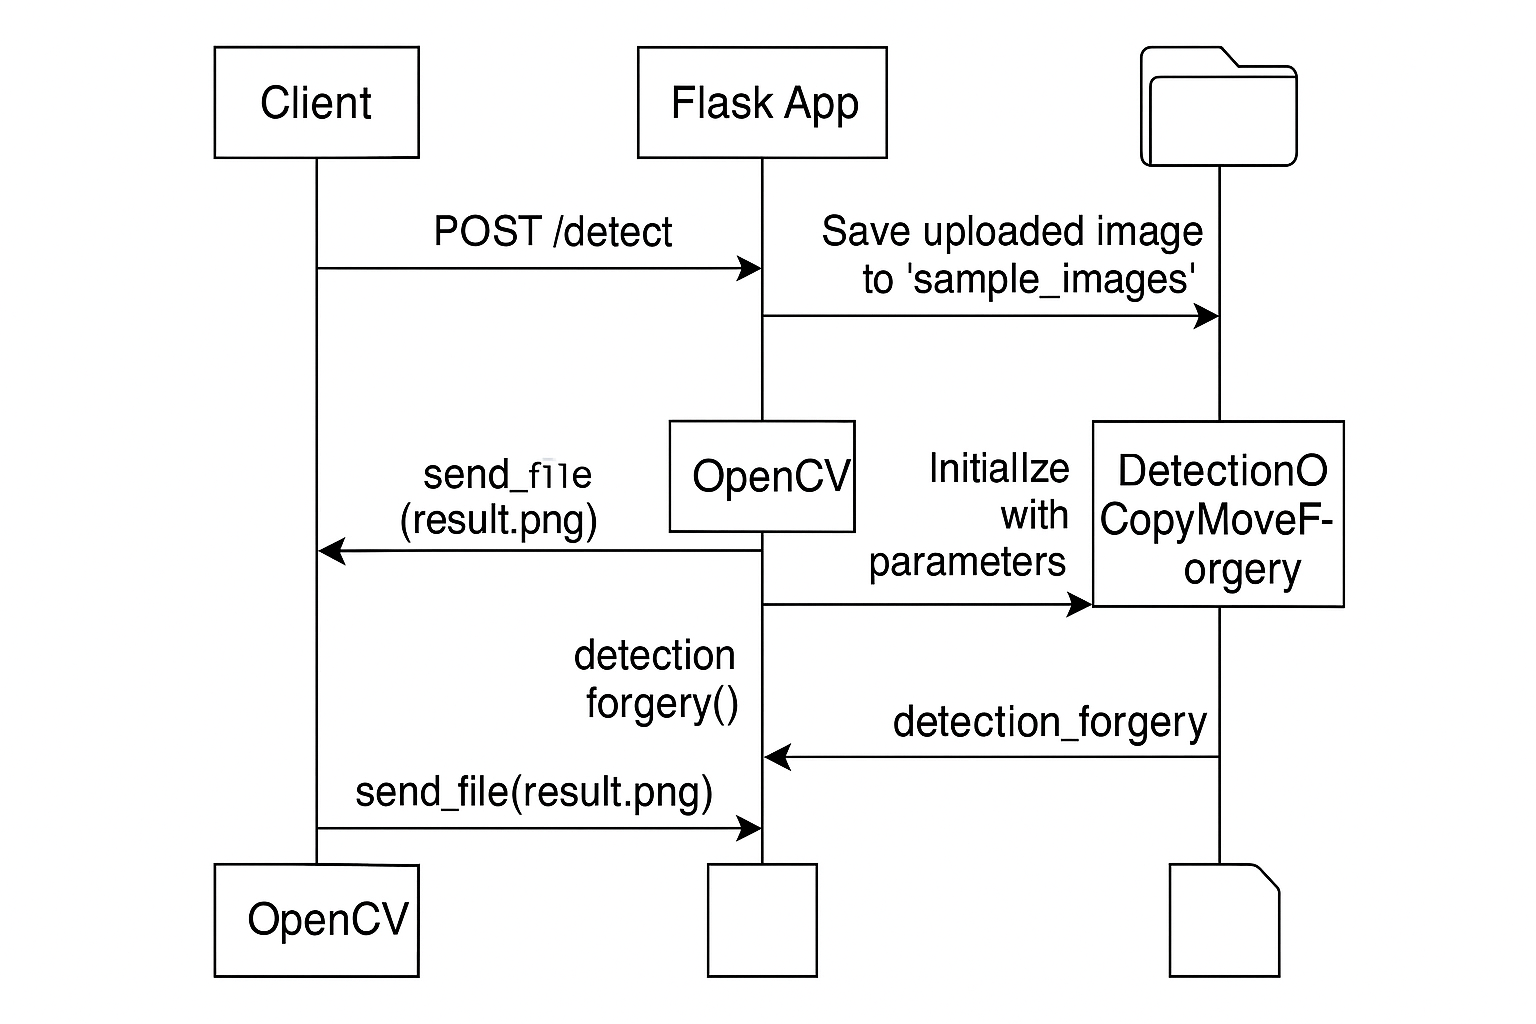 Client
Flask App
POST /detect
Save uploaded image
to 'sample_images'
send_file
(result.png)
OpenCV
InitialIze
with
parameters
DetectionO
CopyMoveF-
orgery
detection
forgery()
detection_forgery
send_file(result.png)
OpenCV